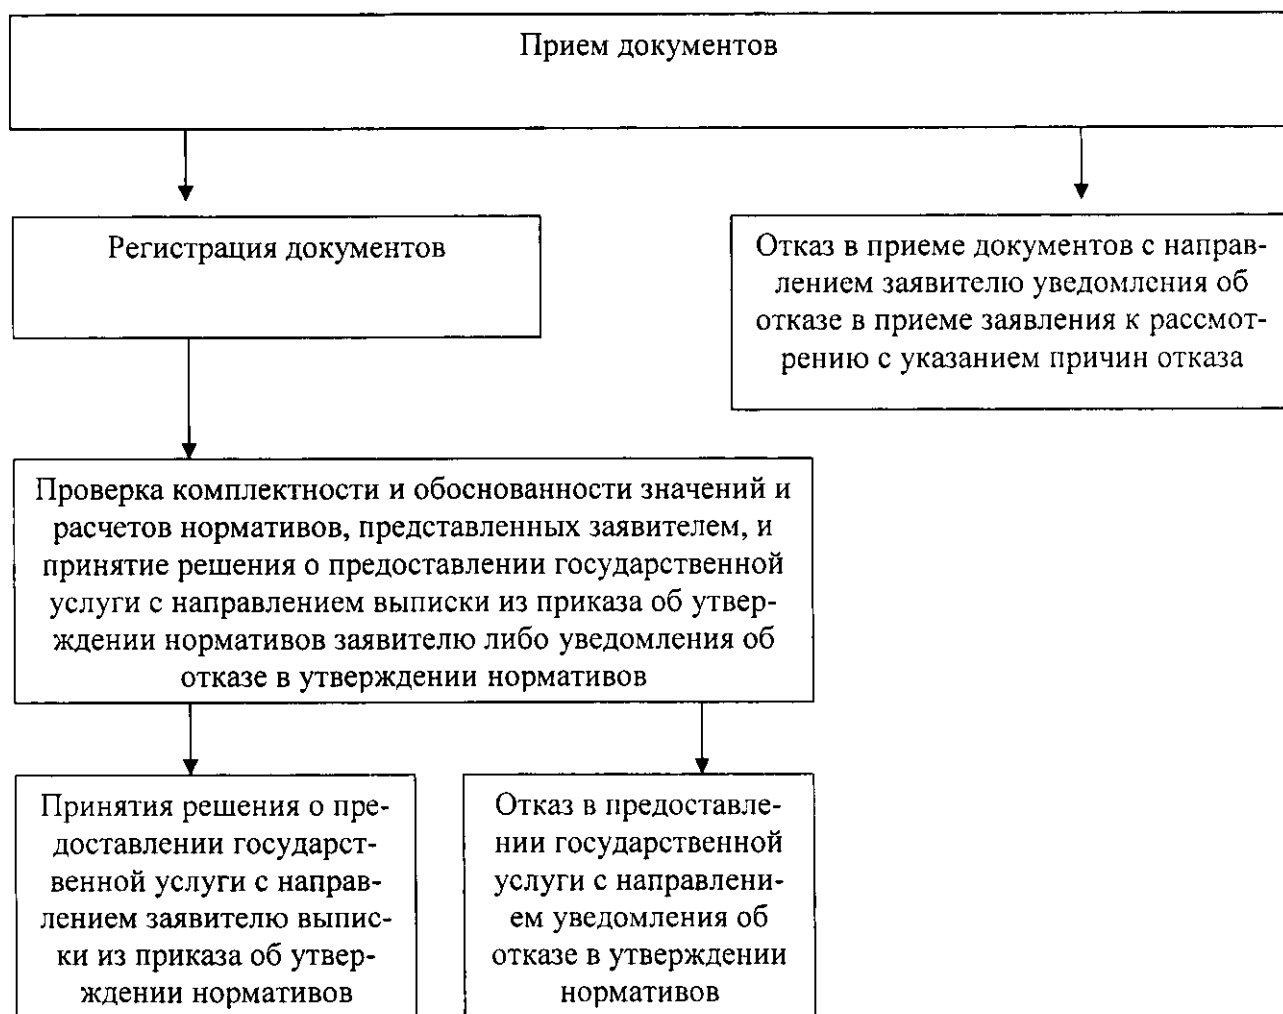 Прием документов
Регистрация документов
Отказ в приеме документов с направ-
лением заявителю уведомления об
отказе в приеме заявления к рассмот-
рению с указанием причин отказа
Проверка комплектности и обоснованности значений и
расчетов нормативов, представленных заявителем, и
принятие решения о предоставлении государственной
услуги с направлением выписки из приказа об утвер-
ждении нормативов заявителю либо уведомления об
отказе в утверждении нормативов
Принятия решения о пре-
доставлении государст-
венной услуги с направ-
лением заявителю выпис-
ки из приказа об утвер-
ждении нормативов
Отказ в предоставле-
нии государственной
услуги с направлени-
ем уведомления об
отказе в утверждении
нормативов